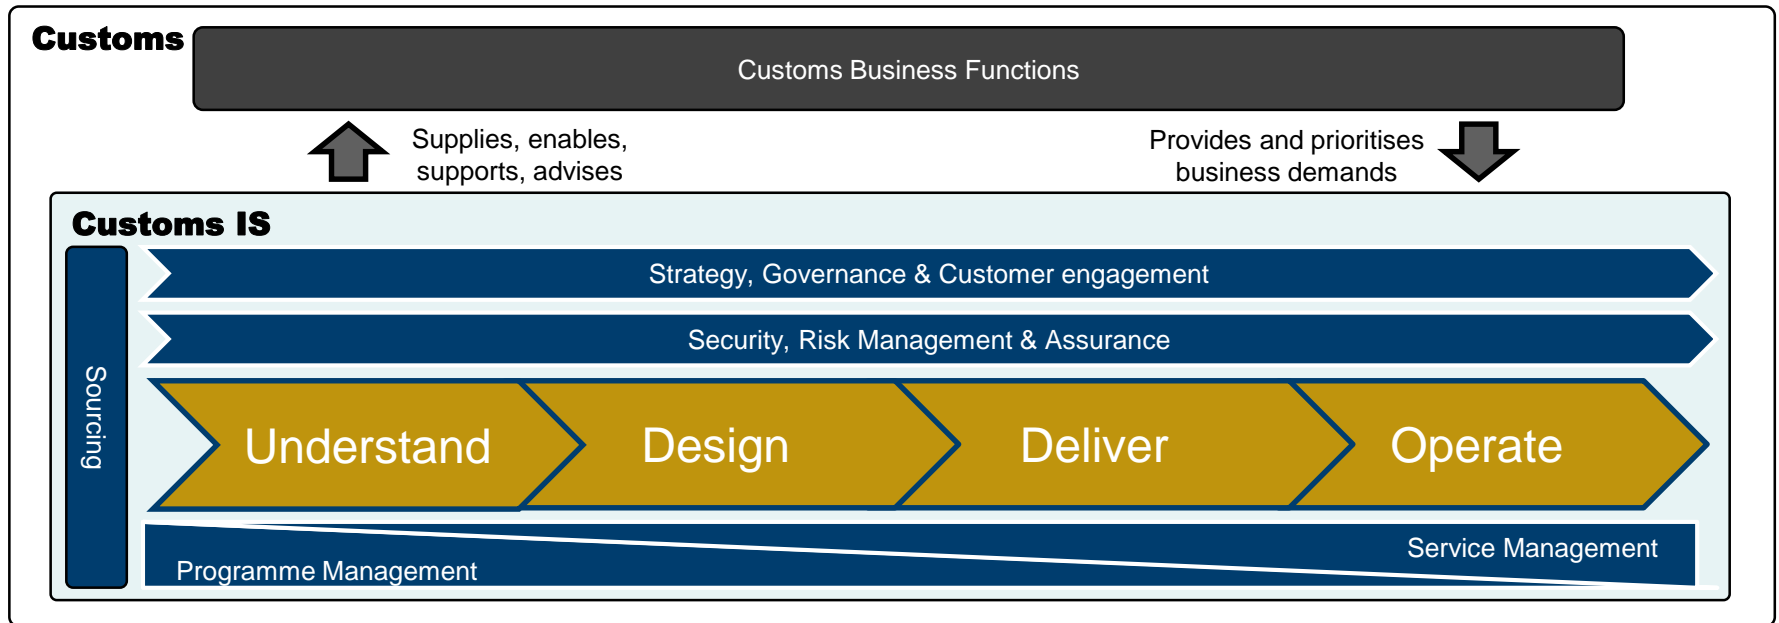 Customs
Customs Business Functions
Supplies, enables,
supports, advises
Provides and prioritises
business demands
Customs IS
Sourcing
Strategy, Governance & Customer engagement
Security, Risk Management & Assurance
Understand
Design
Deliver
Operate
Programme Management
Service Management